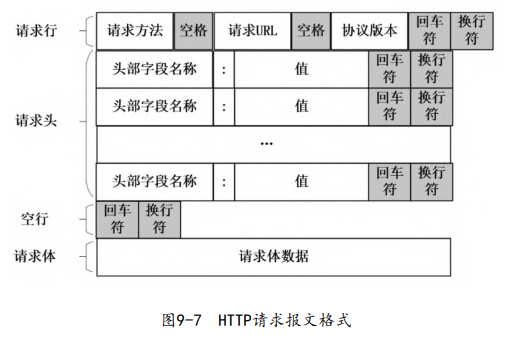 请求行 请求方法 空格 请求URL 空格 协议版本 回车符 换行符
请求头 头部字段名称 : 值 回车符 换行符
头部字段名称 : 值 回车符 换行符
...
头部字段名称 : 值 回车符 换行符
空行 回车符 换行符
请求体 请求体数据
图9-7 HTTP请求报文格式